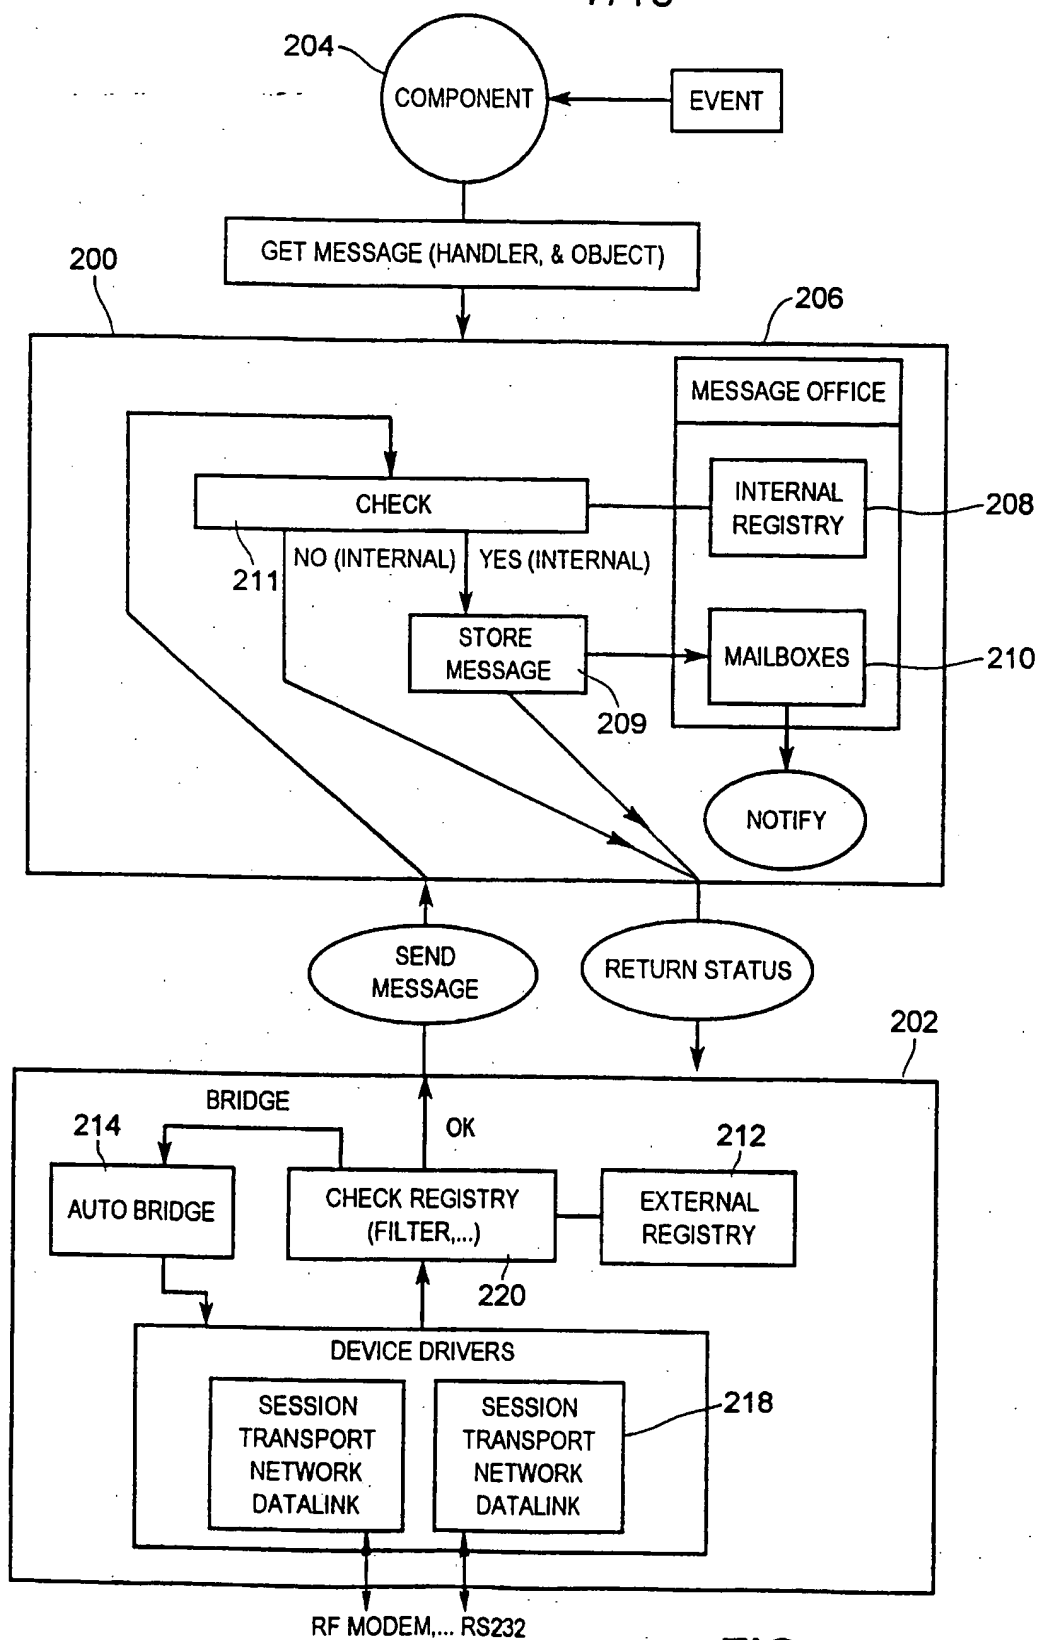 204
COMPONENT
EVENT
GET MESSAGE (HANDLER, & OBJECT)
200
206
MESSAGE OFFICE
CHECK
INTERNAL
REGISTRY
208
211
NO (INTERNAL)
YES (INTERNAL)
STORE
MESSAGE
209
MAILBOXES
210
NOTIFY
SEND
MESSAGE
RETURN STATUS
202
BRIDGE
OK
214
AUTO BRIDGE
CHECK REGISTRY
(FILTER,...)
220
212
EXTERNAL
REGISTRY
DEVICE DRIVERS
SESSION
TRANSPORT
NETWORK
DATALINK
SESSION
TRANSPORT
NETWORK
DATALINK
218
RF MODEM,... RS232